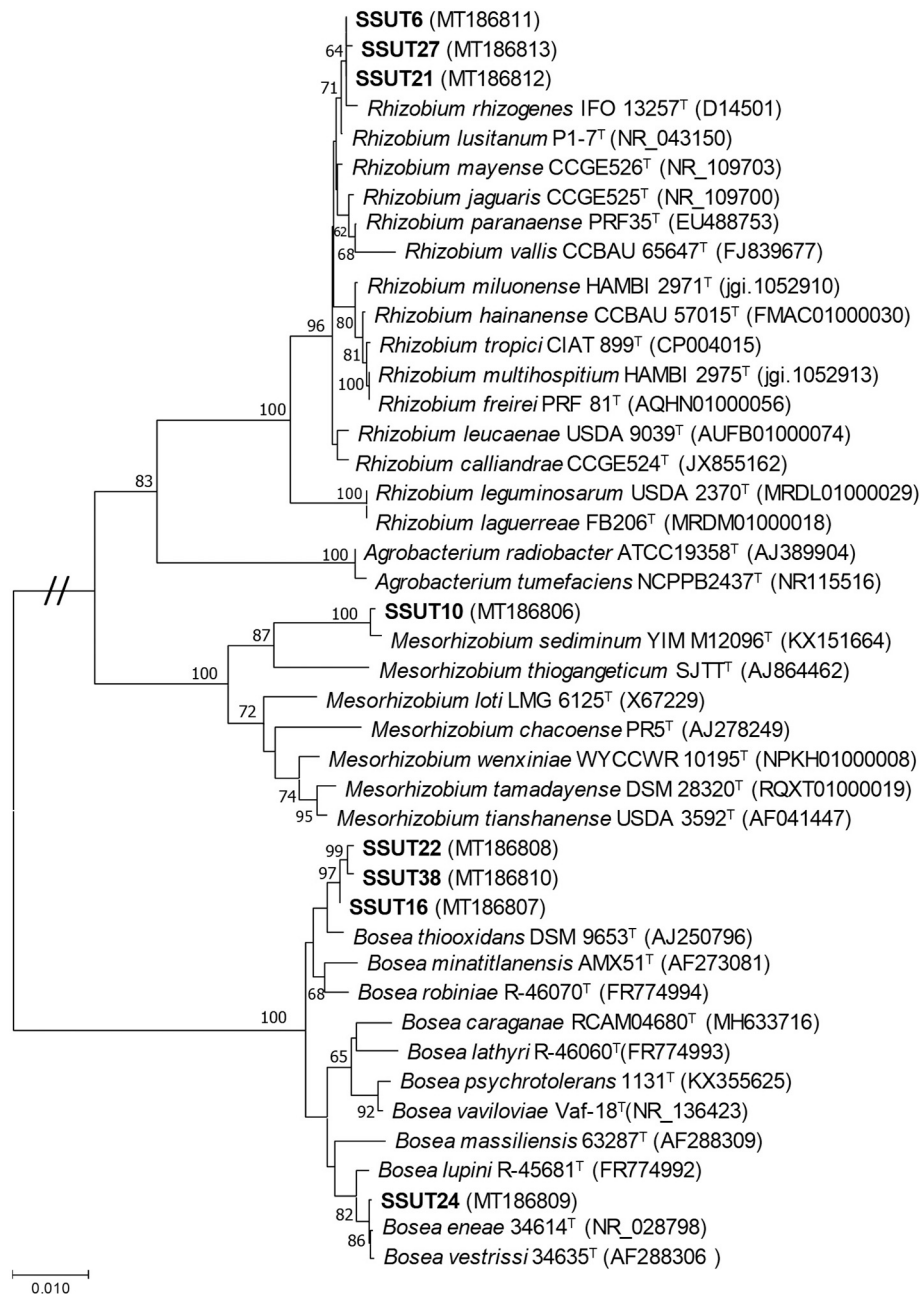 SSUT6 (MT186811)
64
SSUT27 (MT186813)
71
SSUT21 (MT186812)
Rhizobium rhizogenes IFO 13257ᵀ (D14501)
Rhizobium lusitanum P1-7ᵀ (NR_043150)
Rhizobium mayense CCGE526ᵀ (NR_109703)
Rhizobium jaguaris CCGE525ᵀ (NR_109700)
Rhizobium paranaense PRF35ᵀ (EU488753)
62
68
Rhizobium vallis CCBAU 65647ᵀ (FJ839677)
Rhizobium miluonense HAMBI 2971ᵀ (jgi.1052910)
Rhizobium hainanense CCBAU 57015ᵀ (FMAC01000030)
80
96
Rhizobium tropici CIAT 899ᵀ (CP004015)
81
Rhizobium multihospitium HAMBI 2975ᵀ (jgi.1052913)
100
Rhizobium freirei PRF 81ᵀ (AQHN01000056)
100
Rhizobium leucaenae USDA 9039ᵀ (AUFB01000074)
Rhizobium calliandrae CCGE524ᵀ (JX855162)
83
100
Rhizobium leguminosarum USDA 2370ᵀ (MRDL01000029)
Rhizobium laguerreae FB206ᵀ (MRDM01000018)
100
Agrobacterium radiobacter ATCC19358ᵀ (AJ389904)
Agrobacterium tumefaciens NCPPB2437ᵀ (NR115516)
100
SSUT10 (MT186806)
87
Mesorhizobium sediminum YIM M12096ᵀ (KX151664)
100
Mesorhizobium thiogangeticum SJTTᵀ (AJ864462)
Mesorhizobium loti LMG 6125ᵀ (X67229)
72
Mesorhizobium chacoense PR5ᵀ (AJ278249)
Mesorhizobium wenxiniae WYCCWR 10195ᵀ (NPKH01000008)
74
Mesorhizobium tamadayense DSM 28320ᵀ (RQXT01000019)
95
Mesorhizobium tianshanense USDA 3592ᵀ (AF041447)
99
SSUT22 (MT186808)
97
SSUT38 (MT186810)
SSUT16 (MT186807)
Bosea thiooxidans DSM 9653ᵀ (AJ250796)
Bosea minatitlanensis AMX51ᵀ (AF273081)
68
Bosea robiniae R-46070ᵀ (FR774994)
100
Bosea caraganae RCAM04680ᵀ (MH633716)
65
Bosea lathyri R-46060ᵀ(FR774993)
Bosea psychrotolerans 1131ᵀ (KX355625)
92
Bosea vaviloviae Vaf-18ᵀ(NR_136423)
Bosea massiliensis 63287ᵀ (AF288309)
Bosea lupini R-45681ᵀ (FR774992)
SSUT24 (MT186809)
82
Bosea eneae 34614ᵀ (NR_028798)
86
Bosea vestrissi 34635ᵀ (AF288306 )
0.010